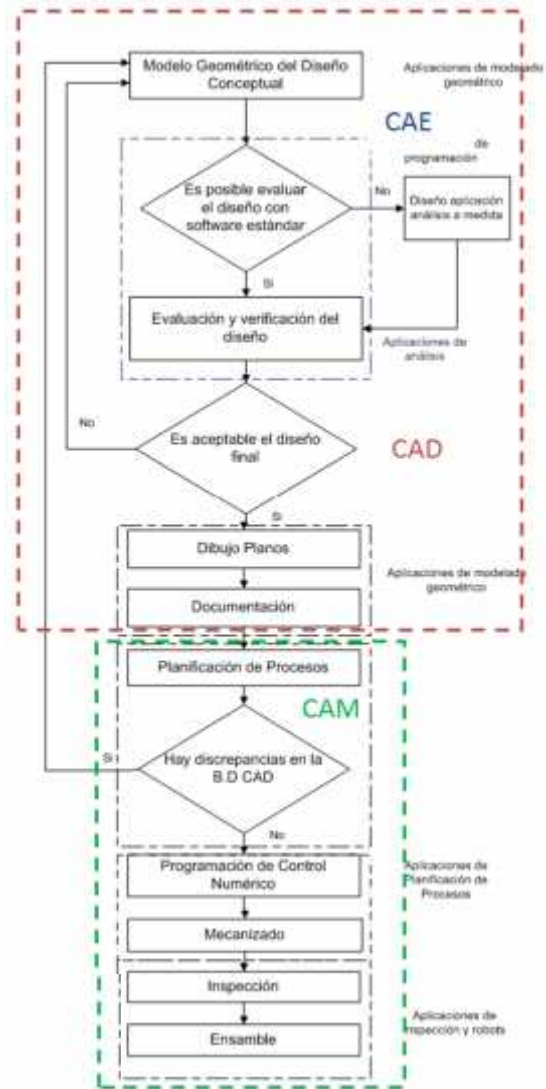 Modelo Geométrico del Diseño
Conceptual
Aplicaciones de modelado
geométrico
CAE
de
programación
Es posible evaluar
el diseño con
software estándar
No
Diseño aplicación
análisis a medida
Si
Evaluación y verificación del
diseño
Aplicaciones de
análisis
No
Es aceptable el diseño
final
CAD
Si
Dibujo Planos
Aplicaciones de modelado
geométrico
Documentación
Planificación de Procesos
CAM
Si
Hay discrepancias en la
B.D CAD
No
Programación de Control
Numérico
Aplicaciones de
Planificación de
Procesos
Mecanizado
Inspección
Aplicaciones de
inspección y robots
Ensamble